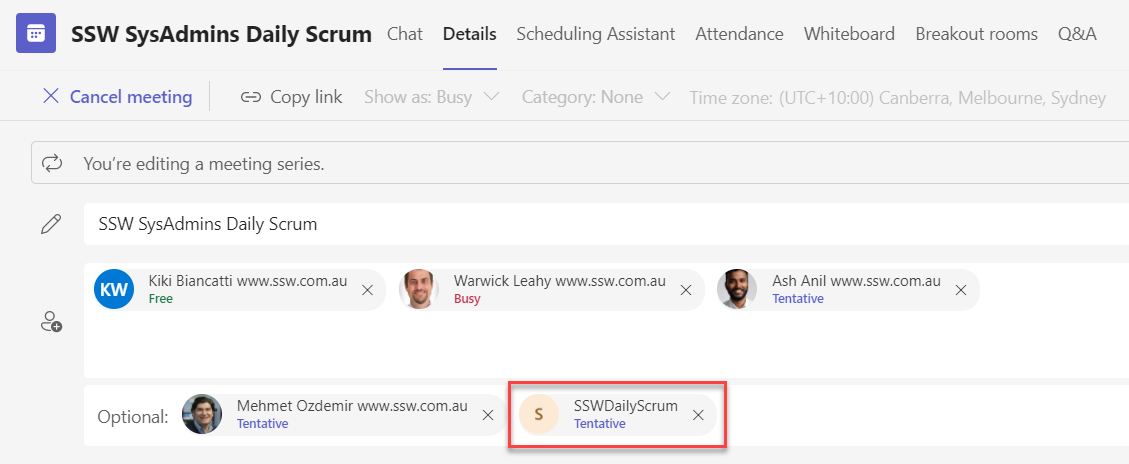 SSW SysAdmins Daily Scrum Chat Details Scheduling Assistant Attendance Whiteboard Breakout rooms Q&A
Cancel meeting Copy link Show as: Busy Category: None Time zone: (UTC+10:00) Canberra, Melbourne, Sydney
You're editing a meeting series.
SSW SysAdmins Daily Scrum
KW Kiki Biancatti www.ssw.com.au Warwick Leahy www.ssw.com.au Ash Anil www.ssw.com.au
Free Busy Tentative
Optional: Mehmet Ozdemir www.ssw.com.au S SSWDailyScrum
Tentative Tentative